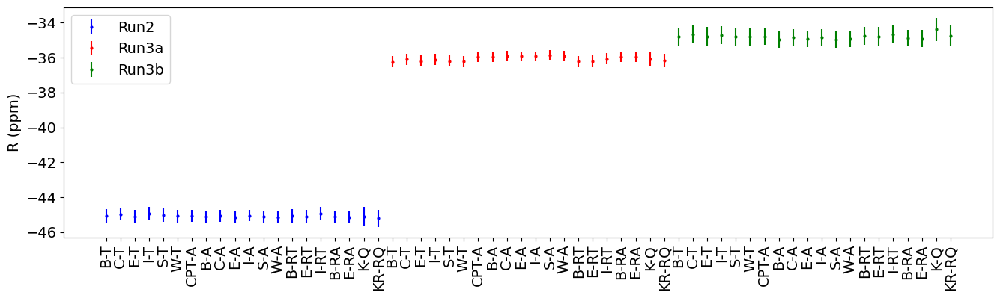 R (ppm)
−34
−36
−38
−40
−42
−44
−46
Run2
Run3a
Run3b
B-T
C-T
E-T
I-T
S-T
W-T
CPT-A
B-A
C-A
E-A
I-A
S-A
W-A
B-RT
E-RT
I-RT
B-RA
E-RA
K-Q
KR-RQ
B-T
C-T
E-T
I-T
S-T
W-T
CPT-A
B-A
C-A
E-A
I-A
S-A
W-A
B-RT
E-RT
I-RT
B-RA
E-RA
K-Q
KR-RQ
B-T
C-T
E-T
I-T
S-T
W-T
CPT-A
B-A
C-A
E-A
I-A
S-A
W-A
B-RT
E-RT
I-RT
B-RA
E-RA
K-Q
KR-RQ